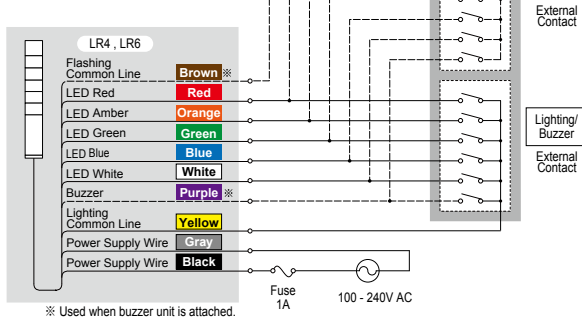 External
Contact
LR4 , LR6
Flashing
Common Line Brown ※
LED Red Red
LED Amber Orange
LED Green Green
LED Blue Blue
LED White White
Buzzer Purple ※
Lighting
Common Line Yellow
Power Supply Wire Gray
Power Supply Wire Black
Lighting/
Buzzer
External
Contact
Fuse
1A
100 - 240V AC
※ Used when buzzer unit is attached.